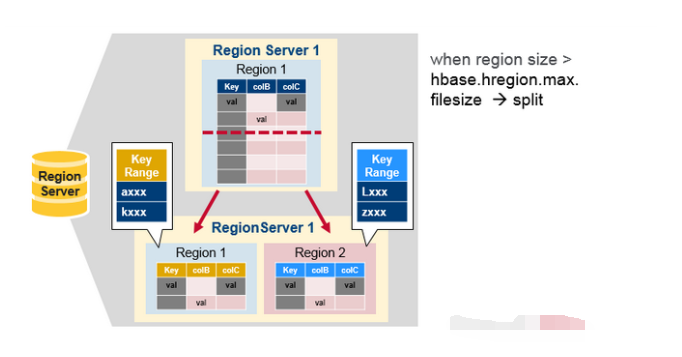 Region Server 1
Region 1
Key colB colC
val val
val
when region size >
hbase.hregion.max.
filesize → split
Region
Server
Key
Range
axxx
kxxx
Key
Range
Lxxx
zxxx
RegionServer 1
Region 1
Key colB colC
val val
val
Region 2
Key colB colC
val val
val